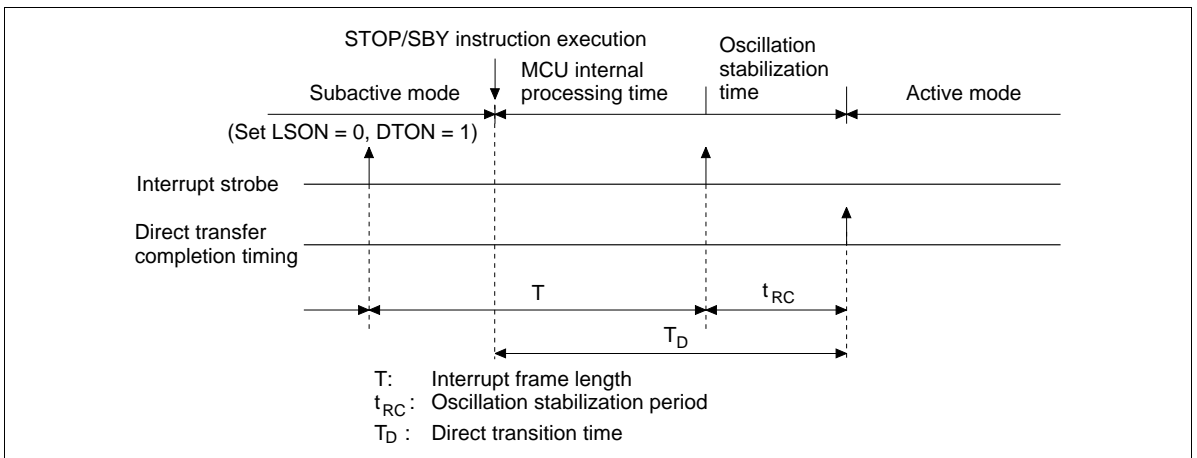 STOP/SBY instruction execution
Oscillation
stabilization
time
MCU internal
processing time
Subactive mode
Active mode
(Set LSON = 0, DTON = 1)
Interrupt strobe
Direct transfer
completion timing
T
tRC
TD
T: Interrupt frame length
tRC : Oscillation stabilization period
TD : Direct transition time